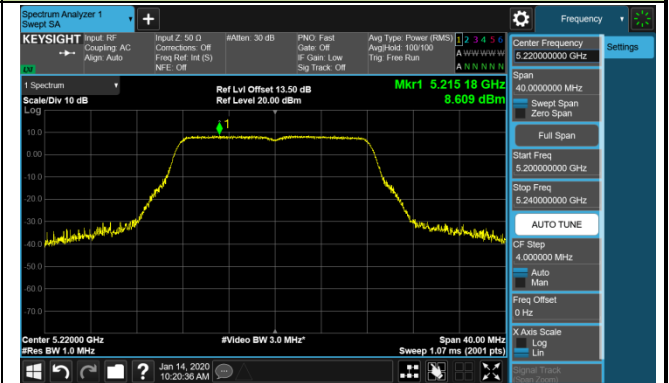 Spectrum Analyzer 1
Swept SA
+
Frequency
KEYSIGHT
Input: RF
Coupling: AC
Align: Auto
Input Z: 50 Ω
Corrections: Off
Freq Ref: Int (S)
NFE: Off
#Atten: 30 dB
PNO: Fast
Gate: Off
IF Gain: Low
Sig Track: Off
Avg Type: Power (RMS)
Avg|Hold: 100/100
Trig: Free Run
1 2 3 4 5 6
A W W W W W
A N N N N N
LV
1 Spectrum
Scale/Div 10 dB
Log
Ref Lvl Offset 13.50 dB
Ref Level 20.00 dBm
Mkr1 5.215 18 GHz
8.609 dBm
1
10.0
0.00
-10.0
-20.0
-30.0
-40.0
-50.0
-60.0
-70.0
Center 5.22000 GHz
#Res BW 1.0 MHz
#Video BW 3.0 MHz*
Span 40.00 MHz
Sweep 1.07 ms (2001 pts)
Jan 14, 2020
10:20:36 AM
?
Center Frequency
5.220000000 GHz
Settings
Span
40.0000000 MHz
Swept Span
Zero Span
Full Span
Start Freq
5.200000000 GHz
Stop Freq
5.240000000 GHz
AUTO TUNE
CF Step
4.000000 MHz
Auto
Man
Freq Offset
0 Hz
X Axis Scale
Log
Lin
Signal Track
(Span Zoom)